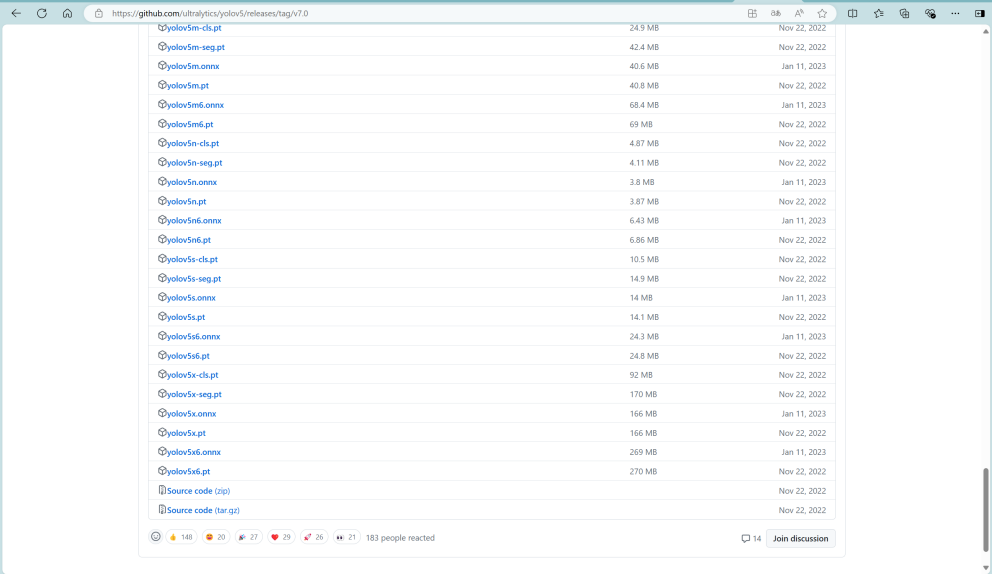 https://github.com/ultralytics/yolov5/releases/tag/v7.0
yolov5m-cls.pt 24.9 MB Nov 22, 2022
yolov5m-seg.pt 42.4 MB Nov 22, 2022
yolov5m.onnx 40.6 MB Jan 11, 2023
yolov5m.pt 40.8 MB Nov 22, 2022
yolov5m6.onnx 68.4 MB Jan 11, 2023
yolov5m6.pt 69 MB Nov 22, 2022
yolov5n-cls.pt 4.87 MB Nov 22, 2022
yolov5n-seg.pt 4.11 MB Nov 22, 2022
yolov5n.onnx 3.8 MB Jan 11, 2023
yolov5n.pt 3.87 MB Nov 22, 2022
yolov5n6.onnx 6.43 MB Jan 11, 2023
yolov5n6.pt 6.86 MB Nov 22, 2022
yolov5s-cls.pt 10.5 MB Nov 22, 2022
yolov5s-seg.pt 14.9 MB Nov 22, 2022
yolov5s.onnx 14 MB Jan 11, 2023
yolov5s.pt 14.1 MB Nov 22, 2022
yolov5s6.onnx 24.3 MB Jan 11, 2023
yolov5s6.pt 24.8 MB Nov 22, 2022
yolov5x-cls.pt 92 MB Nov 22, 2022
yolov5x-seg.pt 170 MB Nov 22, 2022
yolov5x.onnx 166 MB Jan 11, 2023
yolov5x.pt 166 MB Nov 22, 2022
yolov5x6.onnx 269 MB Jan 11, 2023
yolov5x6.pt 270 MB Nov 22, 2022
Source code (zip) Nov 22, 2022
Source code (tar.gz) Nov 22, 2022
148 20 27 29 26 21 183 people reacted 14 Join discussion